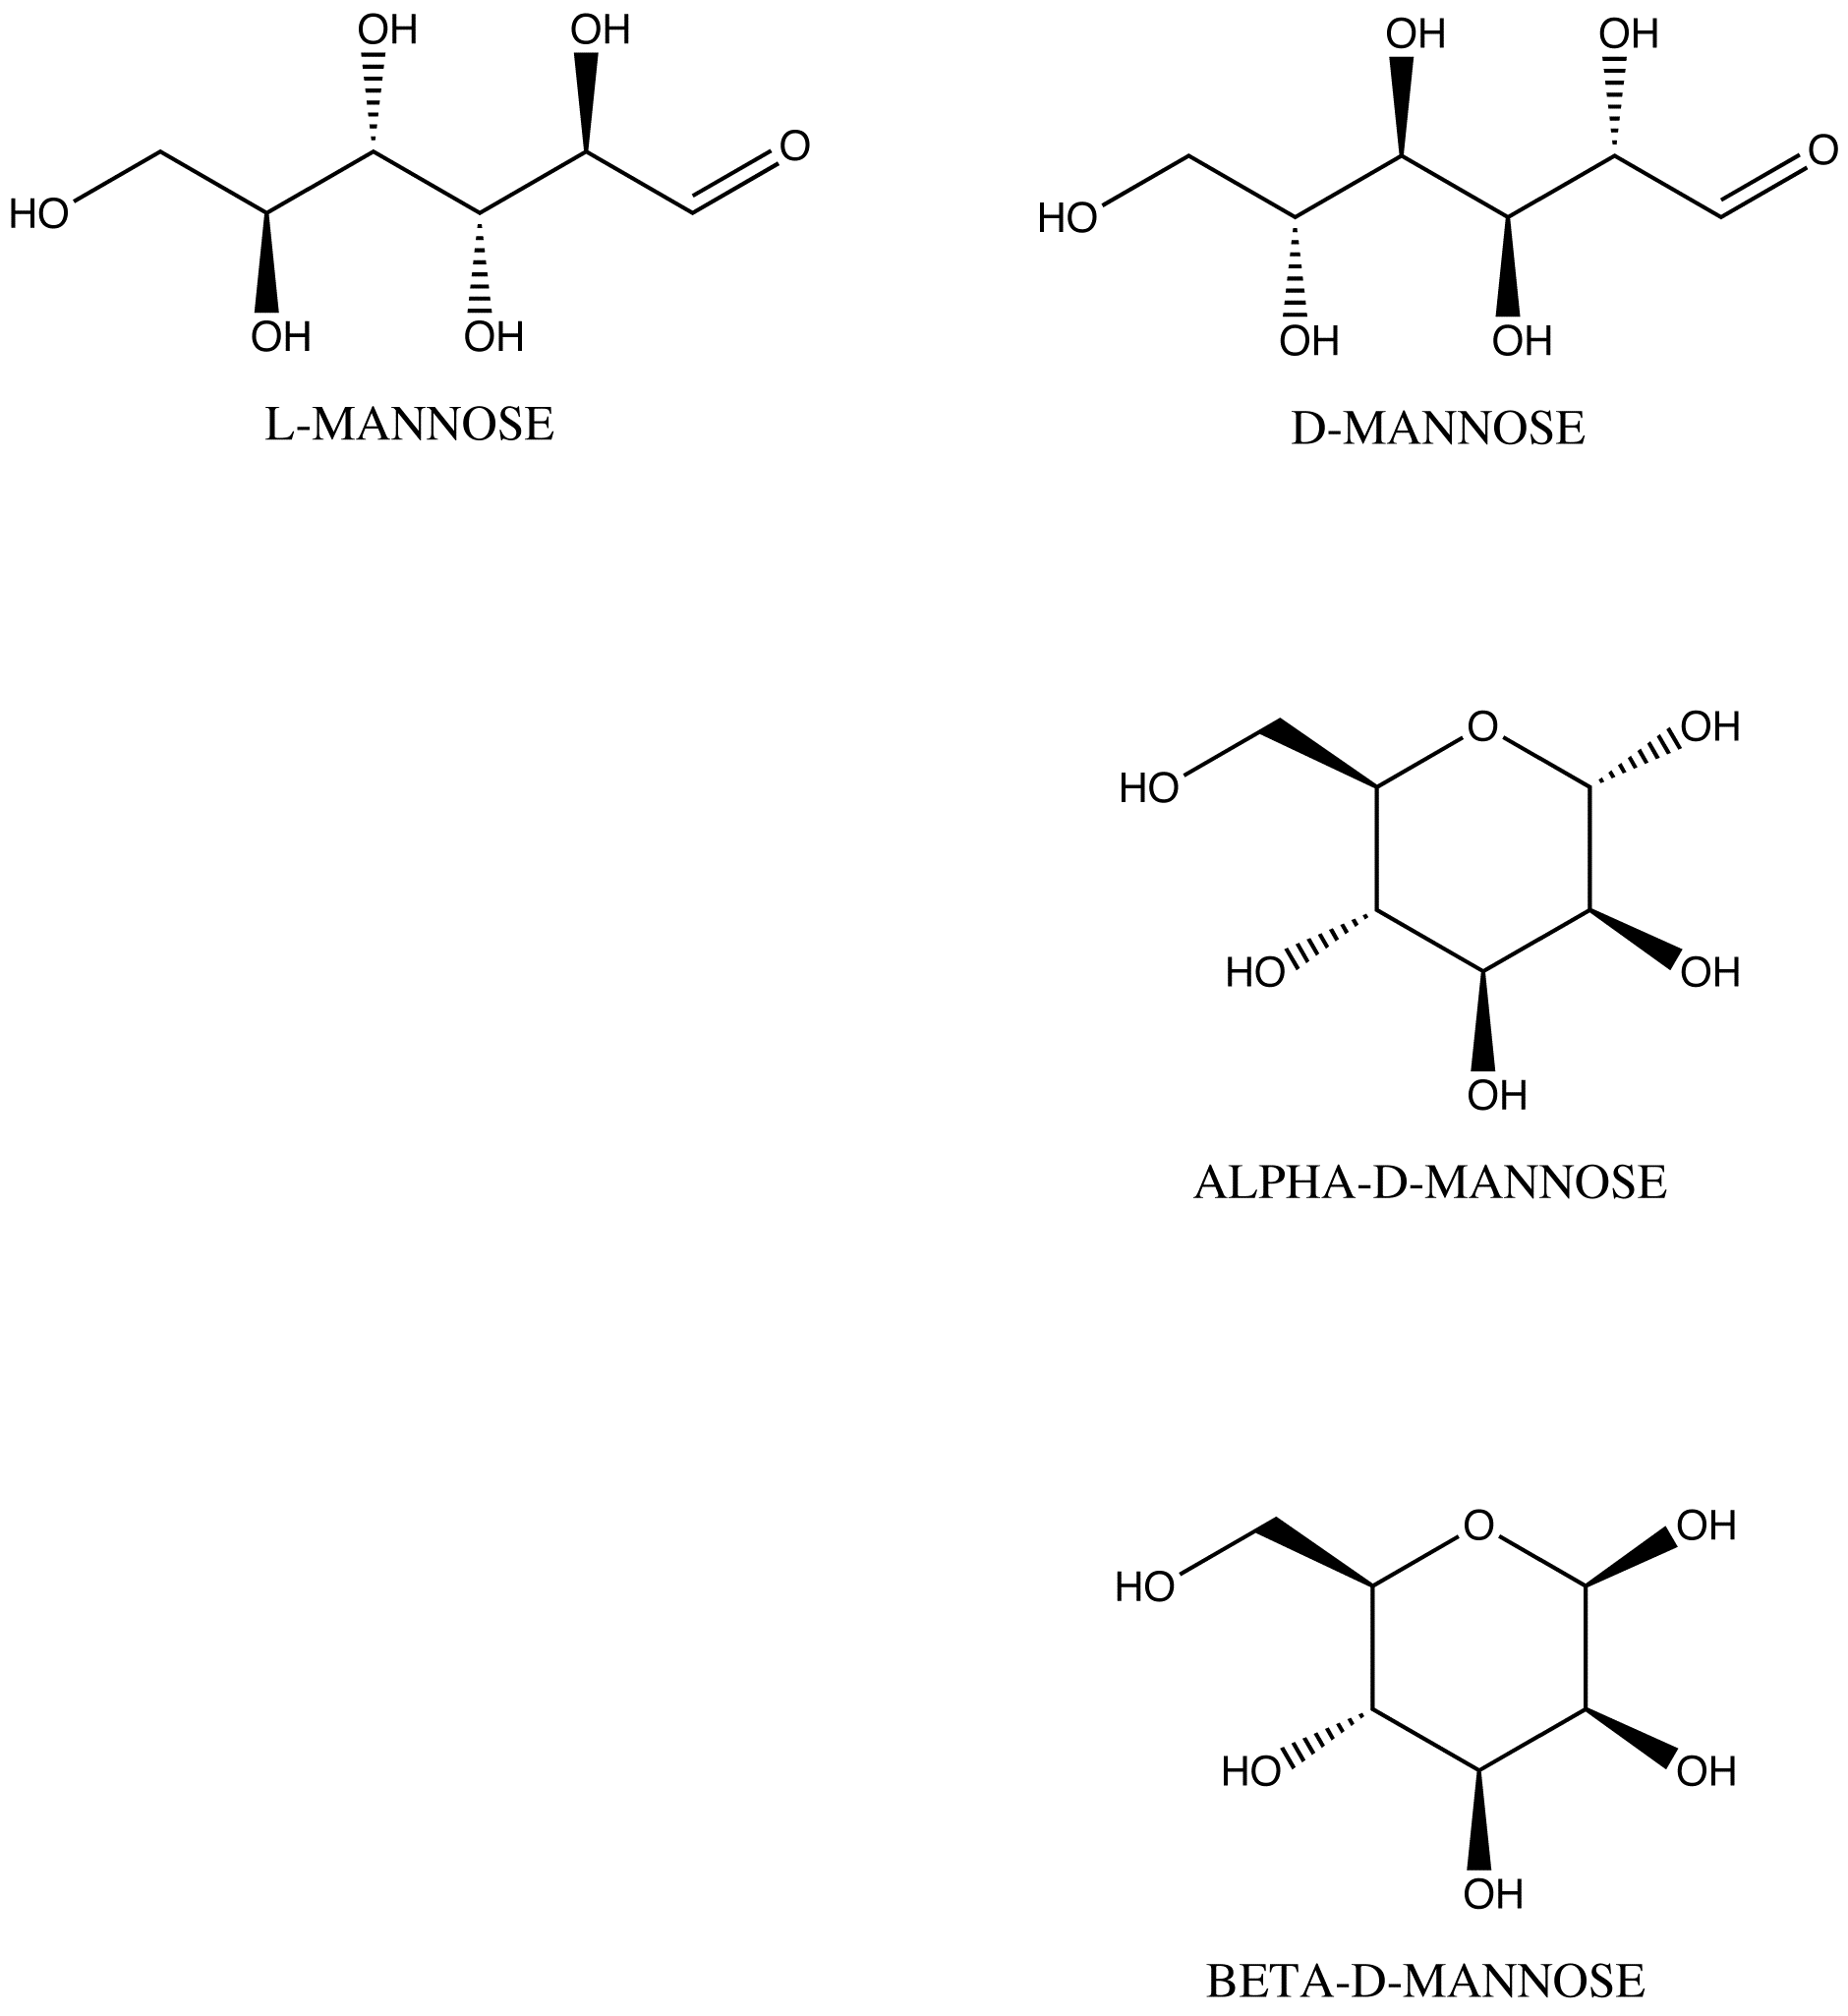 OH OH OH OH
O O
HO HO
OH OH OH OH
L-MANNOSE D-MANNOSE
O OH
HO
HO OH
OH
ALPHA-D-MANNOSE
O OH
HO
HO OH
OH
BETA-D-MANNOSE